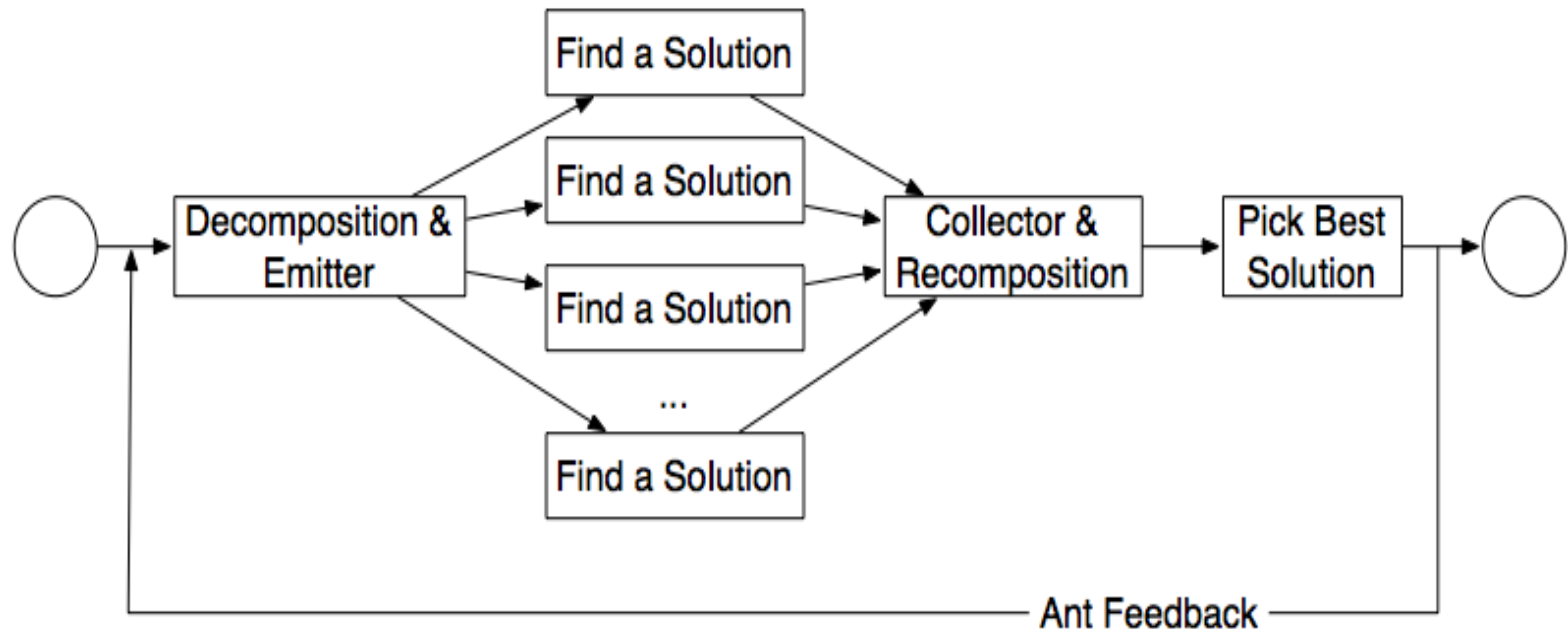 Find a Solution
Find a Solution
Decomposition &
Emitter
Collector &
Recomposition
Pick Best
Solution
Find a Solution
...
Find a Solution
Ant Feedback